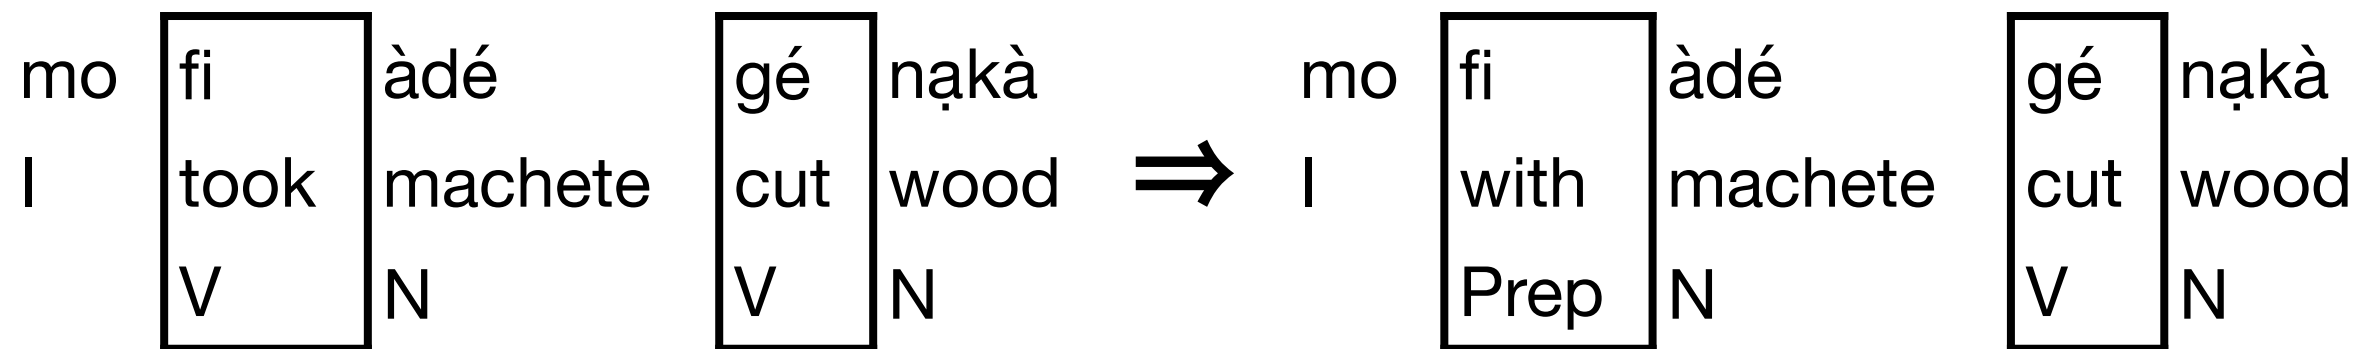 mo fi àdé gé nạkà mo fi àdé gé nạkà
I took machete cut wood ⇒ I with machete cut wood
V N V N Prep N V N